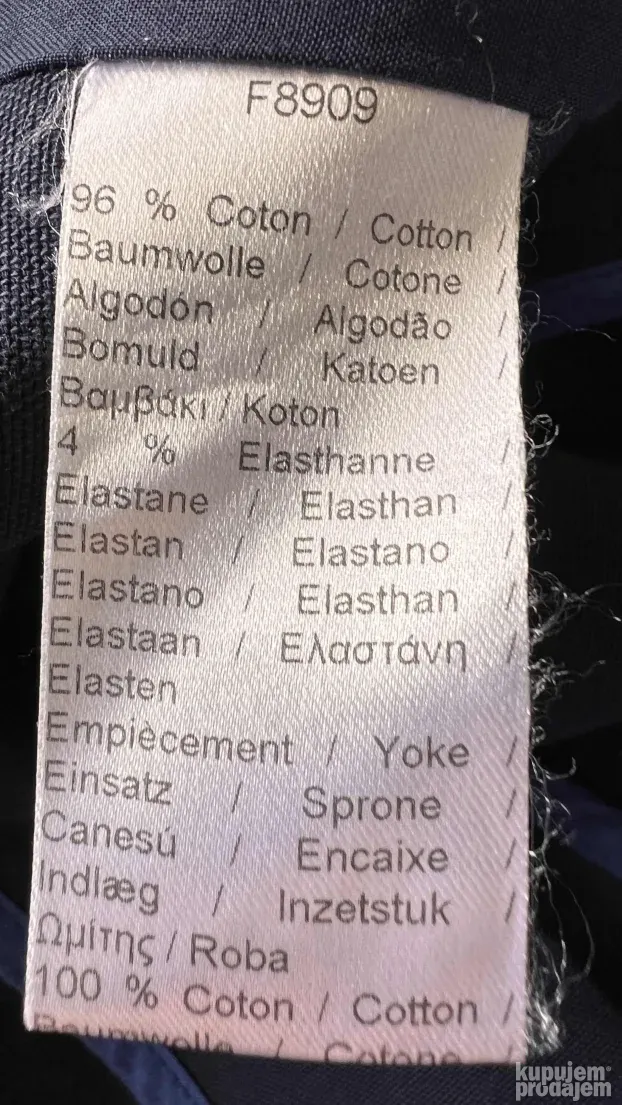 F8909
96 % Coton / Cotton /
Baumwolle / Cotone /
Algodón / Algodão /
Bomuld / Katoen /
Βαμβάκι / Koton
4 % Elasthanne /
Elastane / Elasthan /
Elastan / Elastano /
Elastano / Elasthan /
Elastaan / Ελαστάνη /
Elasten
Empiècement / Yoke /
Einsatz / Sprone /
Canesú / Encaixe /
Indlæg / Inzetstuk /
Ωμίτης / Roba
100 % Coton / Cotton /
Baumwolle / Cotone
kupujem
prodajem